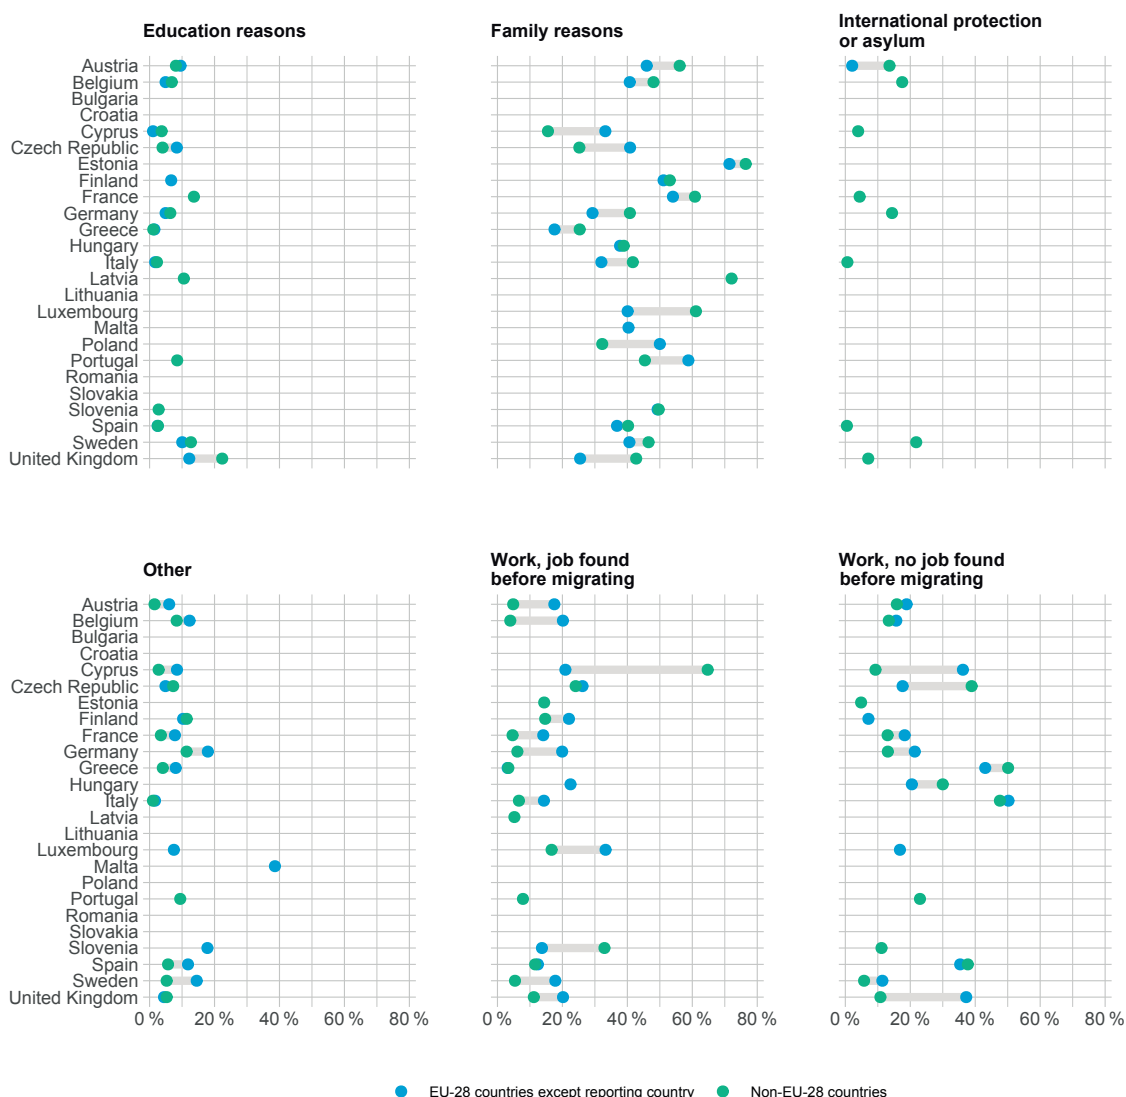 Education reasons
Family reasons
International protection
or asylum
Austria
Belgium
Bulgaria
Croatia
Cyprus
Czech Republic
Estonia
Finland
France
Germany
Greece
Hungary
Italy
Latvia
Lithuania
Luxembourg
Malta
Poland
Portugal
Romania
Slovakia
Slovenia
Spain
Sweden
United Kingdom
Other
Work, job found
before migrating
Work, no job found
before migrating
Austria
Belgium
Bulgaria
Croatia
Cyprus
Czech Republic
Estonia
Finland
France
Germany
Greece
Hungary
Italy
Latvia
Lithuania
Luxembourg
Malta
Poland
Portugal
Romania
Slovakia
Slovenia
Spain
Sweden
United Kingdom
0 % 20 % 40 % 60 % 80 % 0 % 20 % 40 % 60 % 80 % 0 % 20 % 40 % 60 % 80 %
EU-28 countries except reporting country Non-EU-28 countries